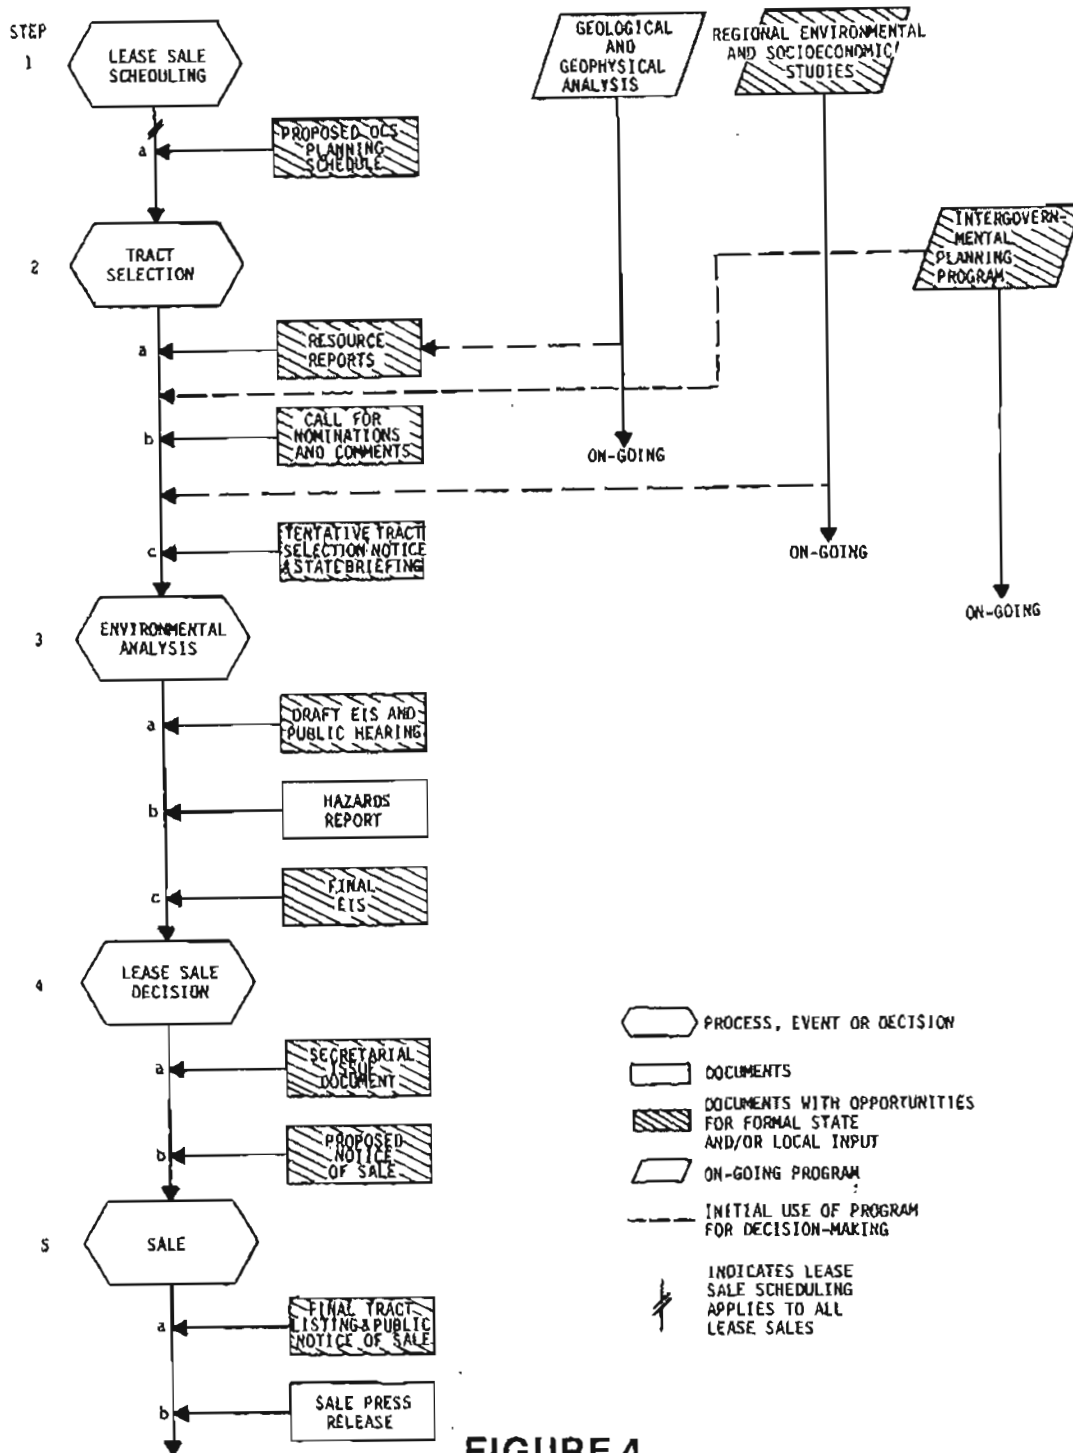 STEP
1
LEASE SALE
SCHEDULING
GEOLOGICAL
AND
GEOPHYSICAL
ANALYSIS
REGIONAL ENVIRONMENTAL
AND SOCIOECONOMIC
STUDIES
a
PROPOSED OCS
PLANNING
SCHEDULE
2
TRACT
SELECTION
INTERGOVERN-
MENTAL
PLANNING
PROGRAM
a
RESOURCE
REPORTS
b
CALL FOR
NOMINATIONS
AND COMMENTS
ON-GOING
c
TENTATIVE TRACT
SELECTION NOTICE
& STATE BRIEFING
ON-GOING
ON-GOING
3
ENVIRONMENTAL
ANALYSIS
a
DRAFT EIS AND
PUBLIC HEARING
b
HAZARDS
REPORT
c
FINAL
EIS
4
LEASE SALE
DECISION
a
SECRETARIAL
ISSUE
DOCUMENT
b
PROPOSED
NOTICE
OF SALE
5
SALE
a
FINAL TRACT
LISTING & PUBLIC
NOTICE OF SALE
b
SALE PRESS
RELEASE
PROCESS, EVENT OR DECISION
DOCUMENTS
DOCUMENTS WITH OPPORTUNITIES
FOR FORMAL STATE
AND/OR LOCAL INPUT
ON-GOING PROGRAM
INITIAL USE OF PROGRAM
FOR DECISION-MAKING
INDICATES LEASE
SALE SCHEDULING
APPLIES TO ALL
LEASE SALES
FIGURE 4